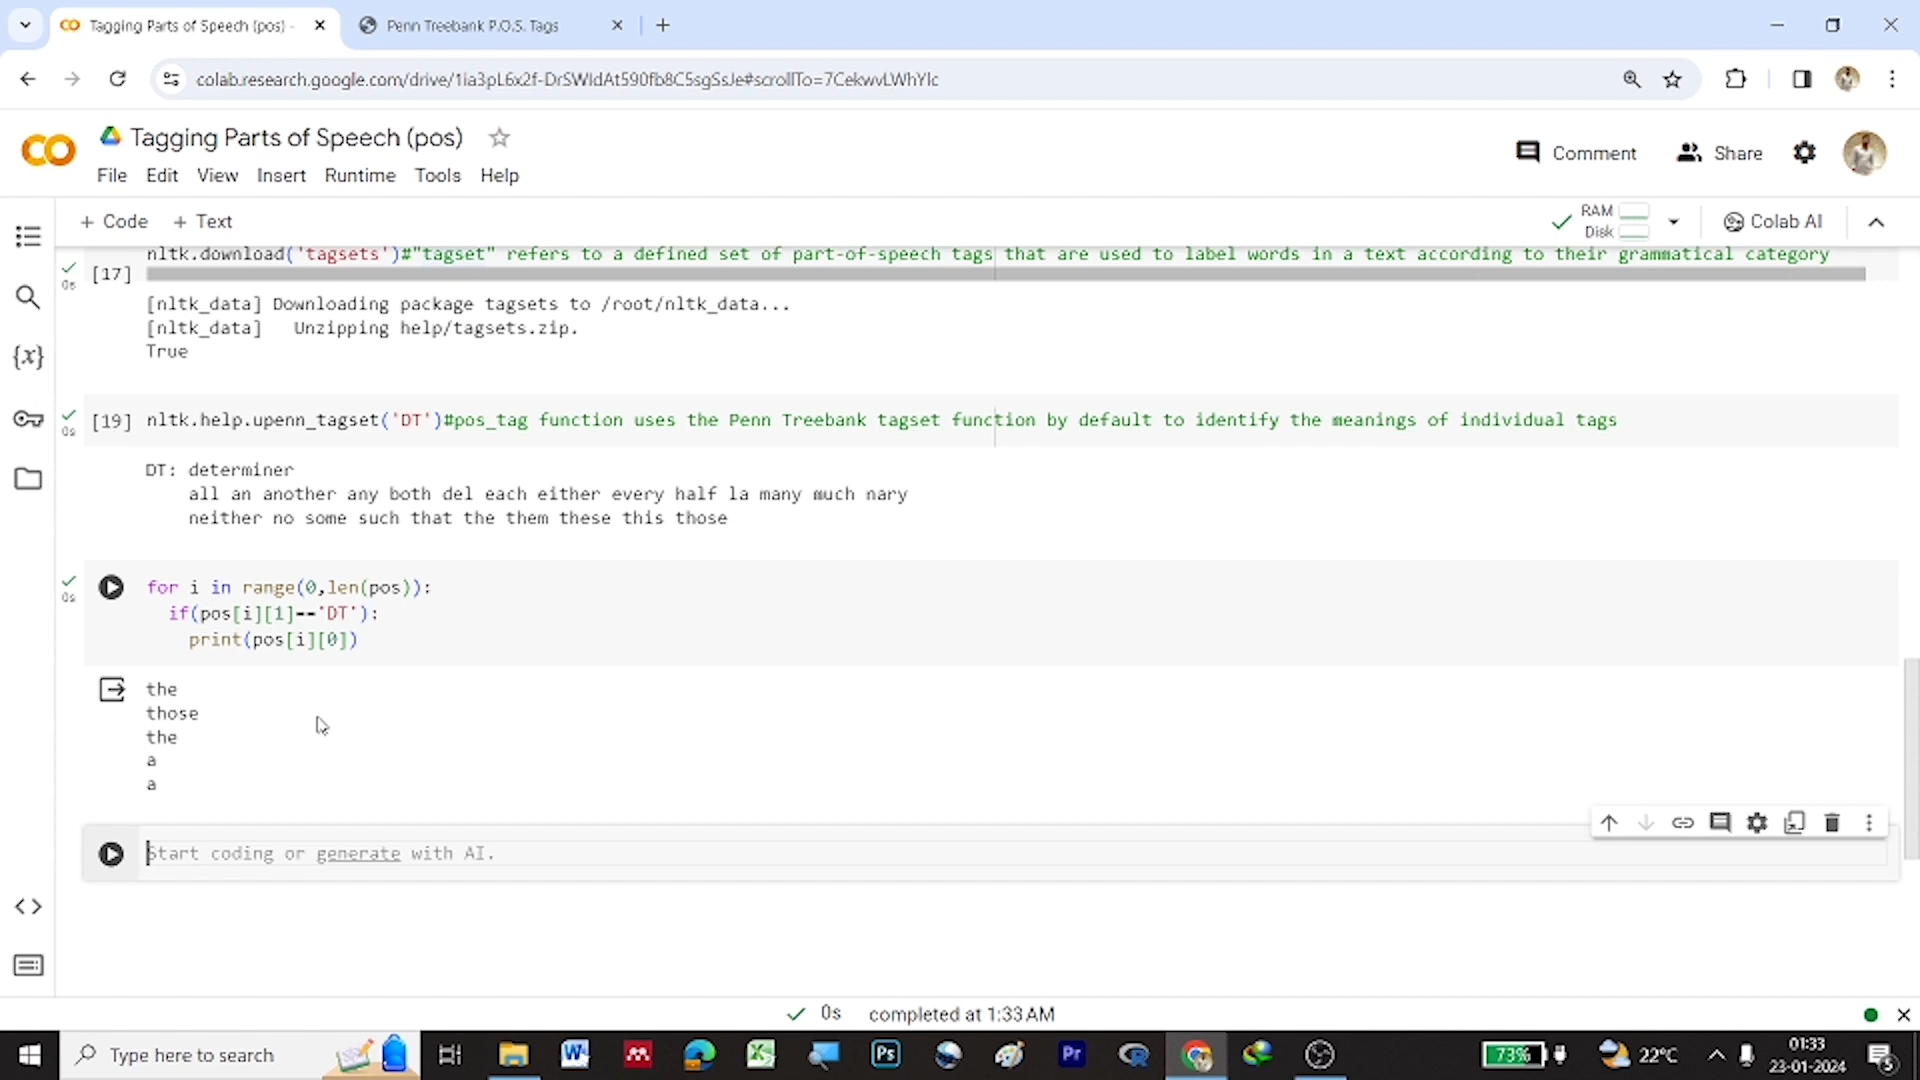 Tagging Parts of Speech (pos) -
Penn Treebank P.O.S. Tags
colab.research.google.com/drive/1ia3pL6x2f-DrSWIdAt590fb8C5sgSsJe#scrollTo=7CekwvLWhYlc
CO
Tagging Parts of Speech (pos)
Comment
Share
File Edit View Insert Runtime Tools Help
+ Code + Text
RAM
Disk
Colab AI
nltk.download('tagsets')#"tagset" refers to a defined set of part-of-speech tags that are used to label words in a text according to their grammatical category
0s
[17]
[nltk_data] Downloading package tagsets to /root/nltk_data...
[nltk_data]   Unzipping help/tagsets.zip.
True
[19] nltk.help.upenn_tagset('DT')#pos_tag function uses the Penn Treebank tagset function by default to identify the meanings of individual tags
0s
DT: determiner
    all an another any both del each either every half la many much nary
    neither no some such that the them these this those
for i in range(0,len(pos)):
0s
  if(pos[i][1]=='DT'):
    print(pos[i][0])
the
those
the
a
a
Start coding or generate with AI.
0s completed at 1:33 AM
Type here to search
W
Ps
Pr
R
73%
22°C
01:33
23-01-2024
5